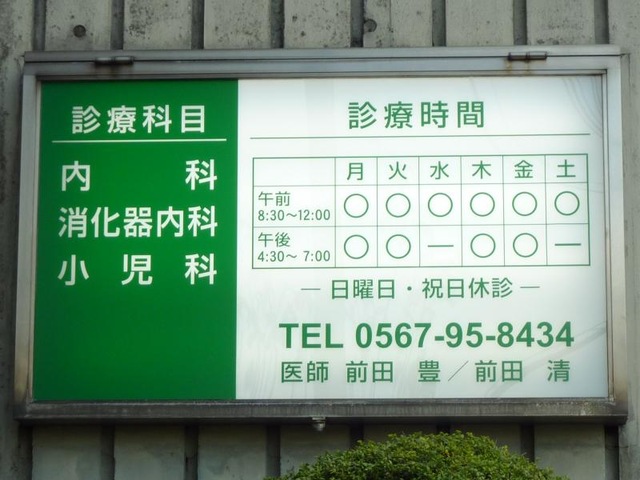 診療科目
内科
消化器内科
小児科
診療時間
月 火 水 木 金 土
午前 8:30〜12:00 ○ ○ ○ ○ ○ ○
午後 4:30〜 7:00 ○ ○ — ○ ○ —
— 日曜日・祝日休診 —
TEL 0567-95-8434
医師 前田 豊／前田 清